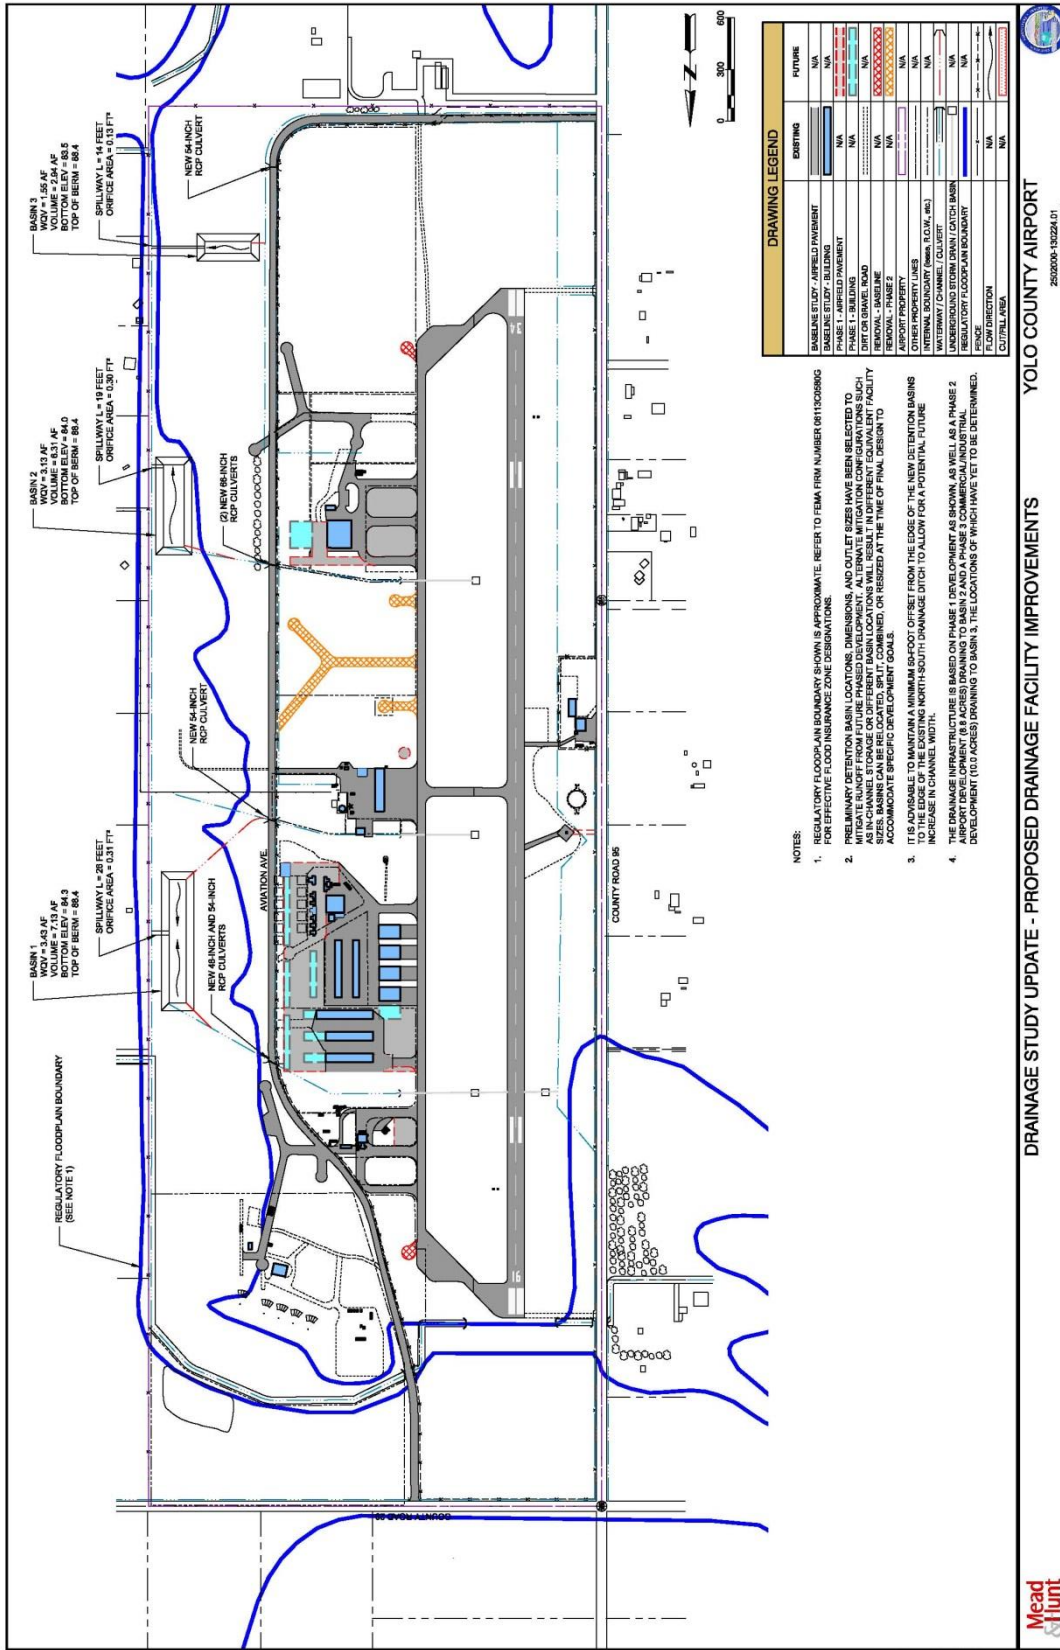 REGULATORY FLOODPLAIN BOUNDARY
(SEE NOTE 1)
BASIN 1
WQV = 3.43 AF
VOLUME = 7.13 AF
BOTTOM ELEV = 84.3
TOP OF BERM = 88.4
SPILLWAY L = 28 FEET
ORIFICE AREA = 0.31 FT²
NEW 48-INCH AND 54-INCH
RCP CULVERTS
NEW 54-INCH
RCP CULVERT
BASIN 2
WQV = 3.13 AF
VOLUME = 6.31 AF
BOTTOM ELEV = 84.0
TOP OF BERM = 88.4
SPILLWAY L = 19 FEET
ORIFICE AREA = 0.30 FT²
(2) NEW 66-INCH
RCP CULVERTS
BASIN 3
WQV = 1.55 AF
VOLUME = 2.94 AF
BOTTOM ELEV = 83.5
TOP OF BERM = 88.4
SPILLWAY L = 14 FEET
ORIFICE AREA = 0.13 FT²
NEW 54-INCH
RCP CULVERT
AVIATION AVE.
COUNTY ROAD 95
16
34
N
0 300 600
NOTES:
1. REGULATORY FLOODPLAIN BOUNDARY SHOWN IS APPROXIMATE. REFER TO FEMA FIRM NUMBER 06113C0580G
FOR EFFECTIVE FLOOD INSURANCE ZONE DESIGNATIONS.
2. PRELIMINARY DETENTION BASIN LOCATIONS, DIMENSIONS, AND OUTLET SIZES HAVE BEEN SELECTED TO
MITIGATE RUNOFF FROM FUTURE PHASED DEVELOPMENT. ALTERNATE MITIGATION CONFIGURATIONS SUCH
AS IN-CHANNEL STORAGE OR DIFFERENT BASIN LOCATIONS WILL RESULT IN DIFFERENT EQUIVALENT FACILITY
SIZES. BASINS CAN BE RELOCATED, SPLIT, COMBINED, OR RESIZED AT THE TIME OF FINAL DESIGN TO
ACCOMMODATE SPECIFIC DEVELOPMENT GOALS.
3. IT IS ADVISABLE TO MAINTAIN A MINIMUM 50-FOOT OFFSET FROM THE EDGE OF THE NEW DETENTION BASINS
TO THE EDGE OF THE EXISTING NORTH-SOUTH DRAINAGE DITCH TO ALLOW FOR A POTENTIAL FUTURE
INCREASE IN CHANNEL WIDTH.
4. THE DRAINAGE INFRASTRUCTURE IS BASED ON PHASE 1 DEVELOPMENT AS SHOWN, AS WELL AS A PHASE 2
AIRPORT DEVELOPMENT (8.8 ACRES) DRAINING TO BASIN 2 AND A PHASE 3 COMMERCIAL/INDUSTRIAL
DEVELOPMENT (10.0 ACRES) DRAINING TO BASIN 3, THE LOCATIONS OF WHICH HAVE YET TO BE DETERMINED.
DRAWING LEGEND
EXISTING FUTURE
BASELINE STUDY - AIRFIELD PAVEMENT N/A
BASELINE STUDY - BUILDING N/A
PHASE 1 - AIRFIELD PAVEMENT N/A
PHASE 1 - BUILDING N/A
DIRT OR GRAVEL ROAD N/A
REMOVAL - BASELINE N/A
REMOVAL - PHASE 2 N/A
AIRPORT PROPERTY N/A
OTHER PROPERTY LINES N/A
INTERNAL BOUNDARY (lease, R.O.W., etc.) N/A
WATERWAY / CHANNEL / CULVERT
UNDERGROUND STORM DRAIN / CATCH BASIN N/A
REGULATORY FLOODPLAIN BOUNDARY N/A
FENCE
FLOW DIRECTION N/A
CUT/FILL AREA N/A
Mead
&Hunt
DRAINAGE STUDY UPDATE - PROPOSED DRAINAGE FACILITY IMPROVEMENTS
YOLO COUNTY AIRPORT
2502000-130224.01